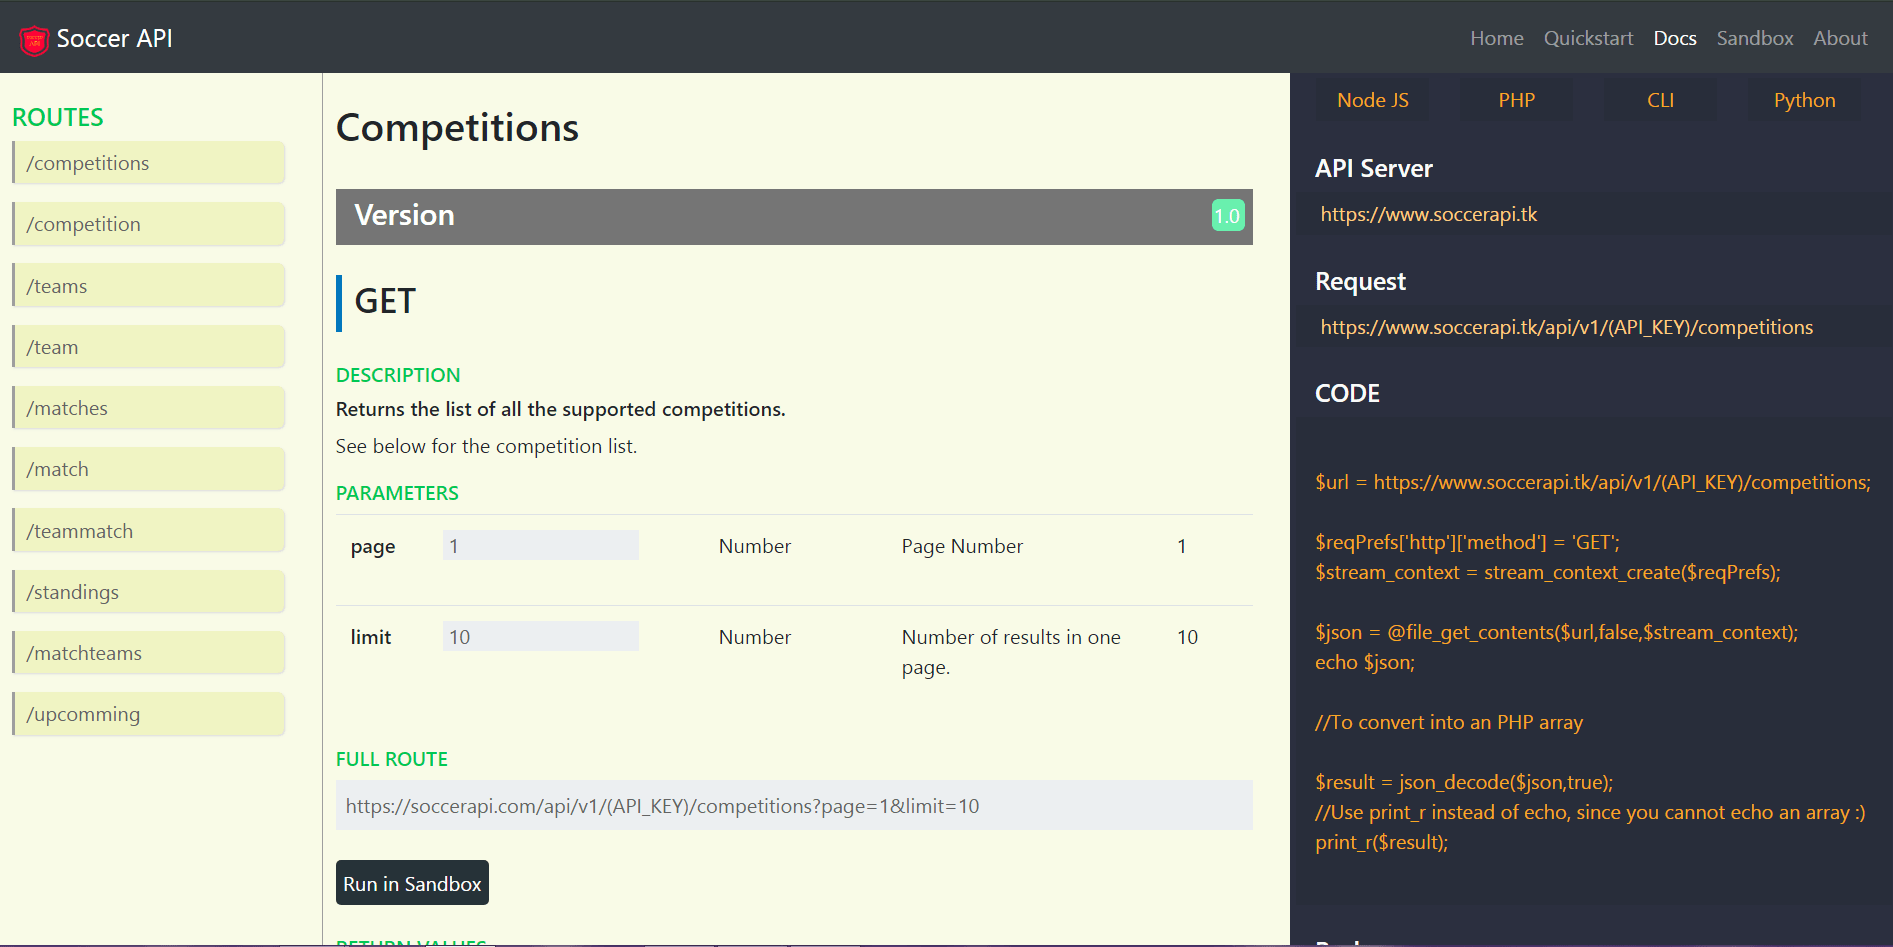 Soccer API
Home Quickstart Docs Sandbox About
ROUTES
/competitions
/competition
/teams
/team
/matches
/match
/teammatch
/standings
/matchteams
/upcomming
Competitions
Version 1.0
GET
DESCRIPTION
Returns the list of all the supported competitions.
See below for the competition list.
PARAMETERS
page 1 Number Page Number 1
limit 10 Number Number of results in one page. 10
FULL ROUTE
https://soccerapi.com/api/v1/(API_KEY)/competitions?page=1&limit=10
Run in Sandbox
RETURN VALUES
Node JS PHP CLI Python
API Server
https://www.soccerapi.tk
Request
https://www.soccerapi.tk/api/v1/(API_KEY)/competitions
CODE
$url = https://www.soccerapi.tk/api/v1/(API_KEY)/competitions;
$reqPrefs['http']['method'] = 'GET';
$stream_context = stream_context_create($reqPrefs);
$json = @file_get_contents($url,false,$stream_context);
echo $json;
//To convert into an PHP array
$result = json_decode($json,true);
//Use print_r instead of echo, since you cannot echo an array :)
print_r($result);